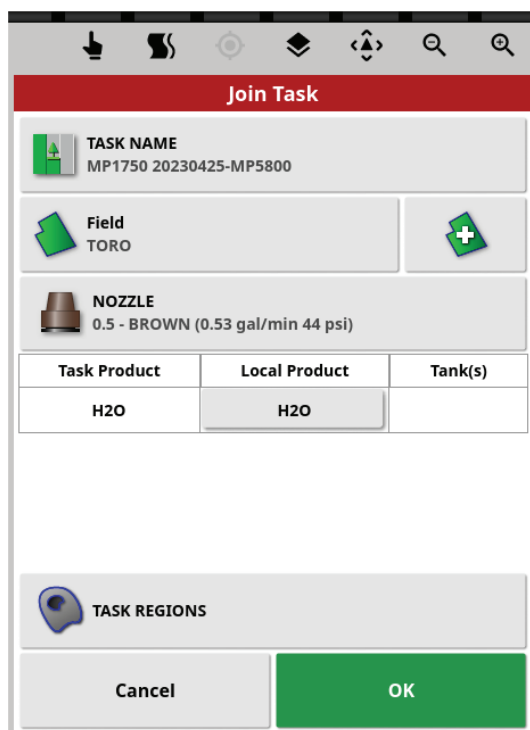 Join Task
TASK NAME
MP1750 20230425-MP5800
Field
TORO
NOZZLE
0.5 - BROWN (0.53 gal/min 44 psi)
Task Product Local Product Tank(s)
H2O H2O
TASK REGIONS
Cancel OK